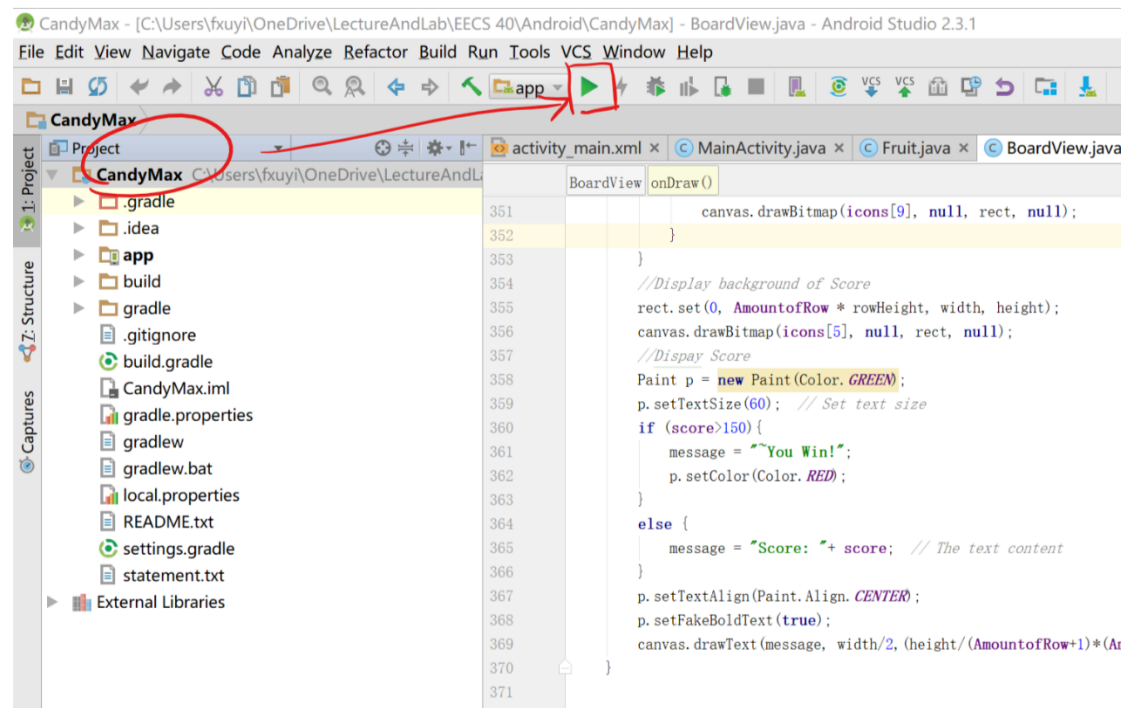 CandyMax - [C:\Users\fxuyi\OneDrive\LectureAndLab\EECS 40\Android\CandyMax] - BoardView.java - Android Studio 2.3.1
File Edit View Navigate Code Analyze Refactor Build Run Tools VCS Window Help
app VCS VCS
CandyMax
Project
activity_main.xml × MainActivity.java × Fruit.java × BoardView.java
CandyMax C:\Users\fxuyi\OneDrive\LectureAndL
BoardView onDraw()
.gradle
.idea
app
build
gradle
.gitignore
build.gradle
CandyMax.iml
gradle.properties
gradlew
gradlew.bat
local.properties
README.txt
settings.gradle
statement.txt
External Libraries
1: Project
7: Structure
Captures
351 canvas.drawBitmap(icons[9], null, rect, null);
352 }
353 }
354 //Display background of Score
355 rect.set(0, AmountofRow * rowHeight, width, height);
356 canvas.drawBitmap(icons[5], null, rect, null);
357 //Dispay Score
358 Paint p = new Paint(Color.GREEN);
359 p.setTextSize(60); // Set text size
360 if (score>150){
361 message = "~You Win!";
362 p.setColor(Color.RED);
363 }
364 else {
365 message = "Score: "+ score; // The text content
366 }
367 p.setTextAlign(Paint.Align.CENTER);
368 p.setFakeBoldText(true);
369 canvas.drawText(message, width/2,(height/(AmountofRow+1)*(Am
370 }
371